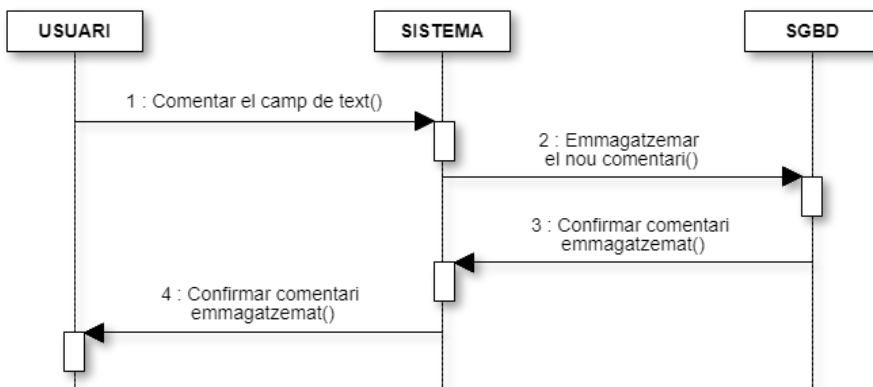 USUARI
SISTEMA
SGBD
1 : Comentar el camp de text()
2 : Emmagatzemar
el nou comentari()
3 : Confirmar comentari
emmagatzemat()
4 : Confirmar comentari
emmagatzemat()